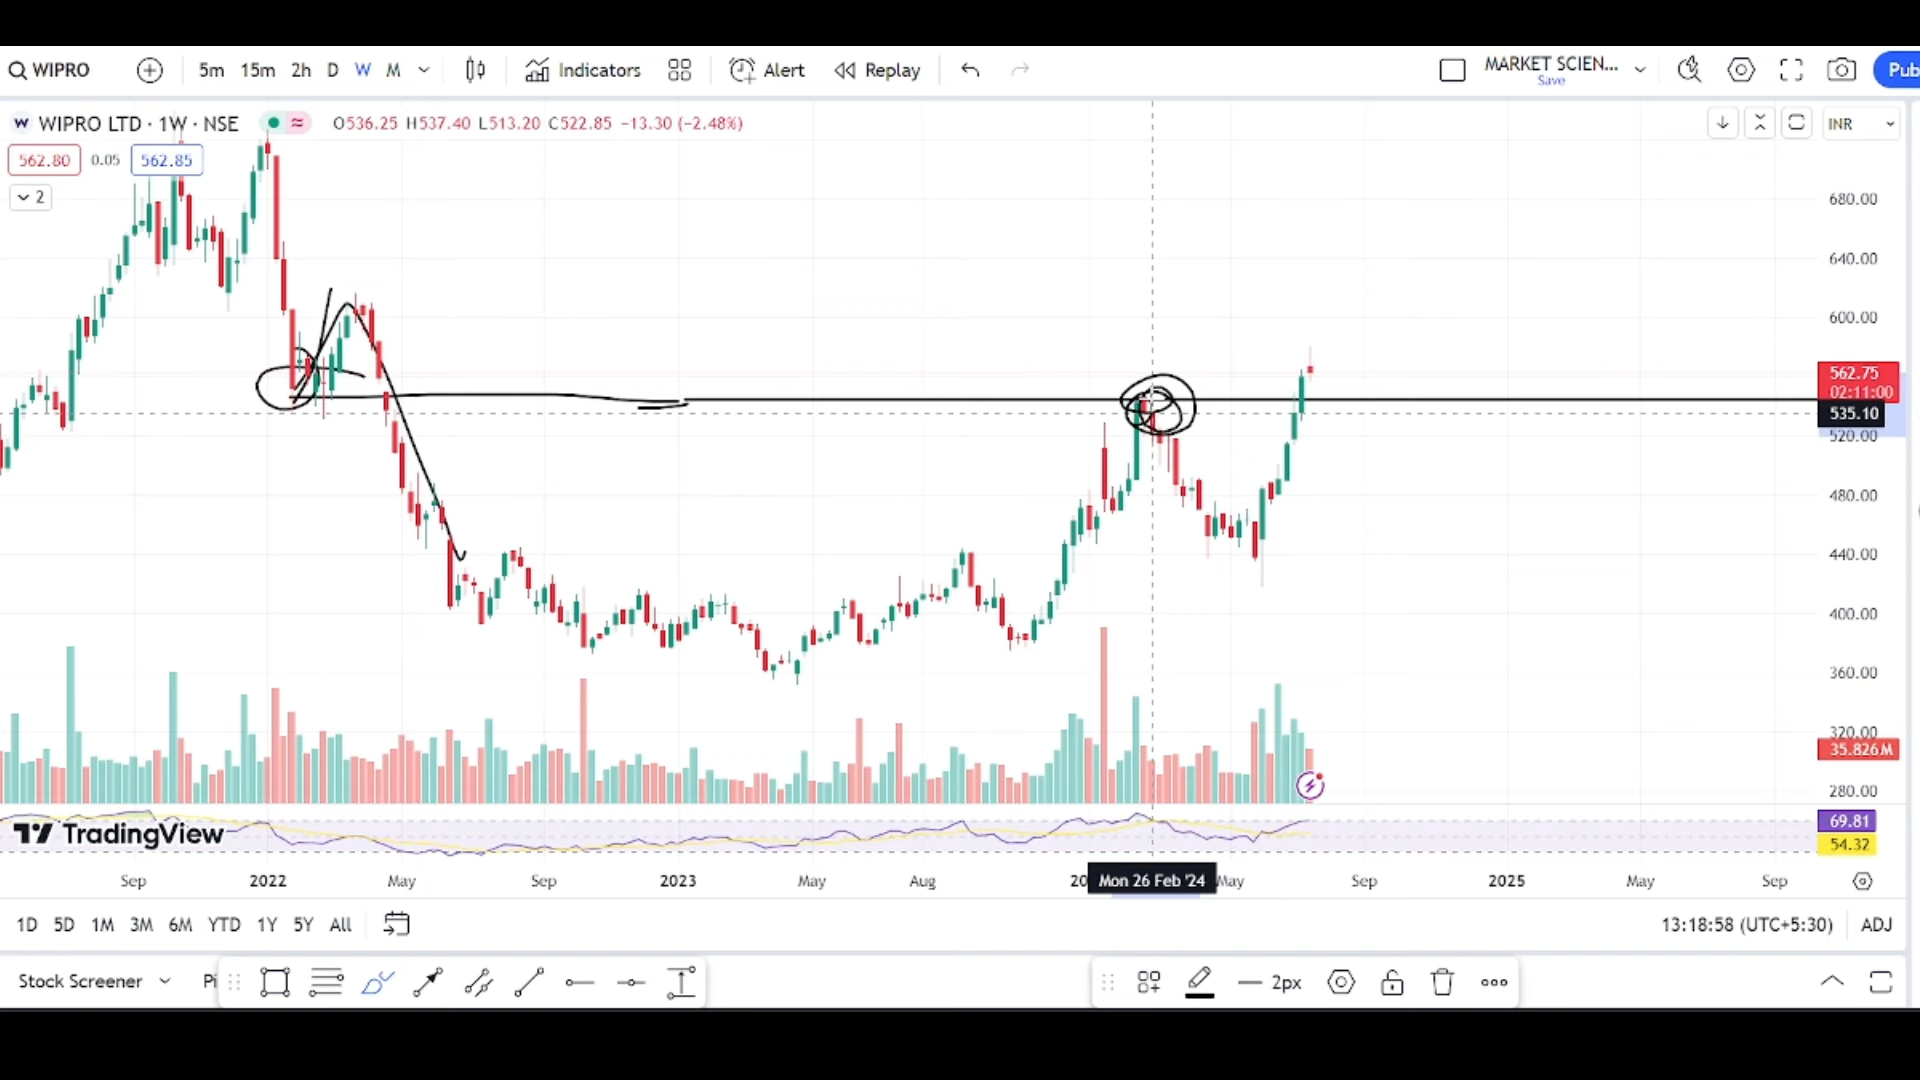 WIPRO 5m 15m 2h D W M Indicators Alert Replay MARKET SCIEN... Save Pub
W WIPRO LTD · 1W · NSE ≈ O536.25 H537.40 L513.20 C522.85 −13.30 (−2.48%) INR
562.80 0.05 562.85
2
680.00
640.00
600.00
562.75
02:11:00
535.10
520.00
480.00
440.00
400.00
360.00
320.00
35.826M
280.00
69.81
TradingView
54.32
Sep 2022 May Sep 2023 May Aug 20 Mon 26 Feb '24 May Sep 2025 May Sep
1D 5D 1M 3M 6M YTD 1Y 5Y All 13:18:58 (UTC+5:30) ADJ
Stock Screener Pi 2px